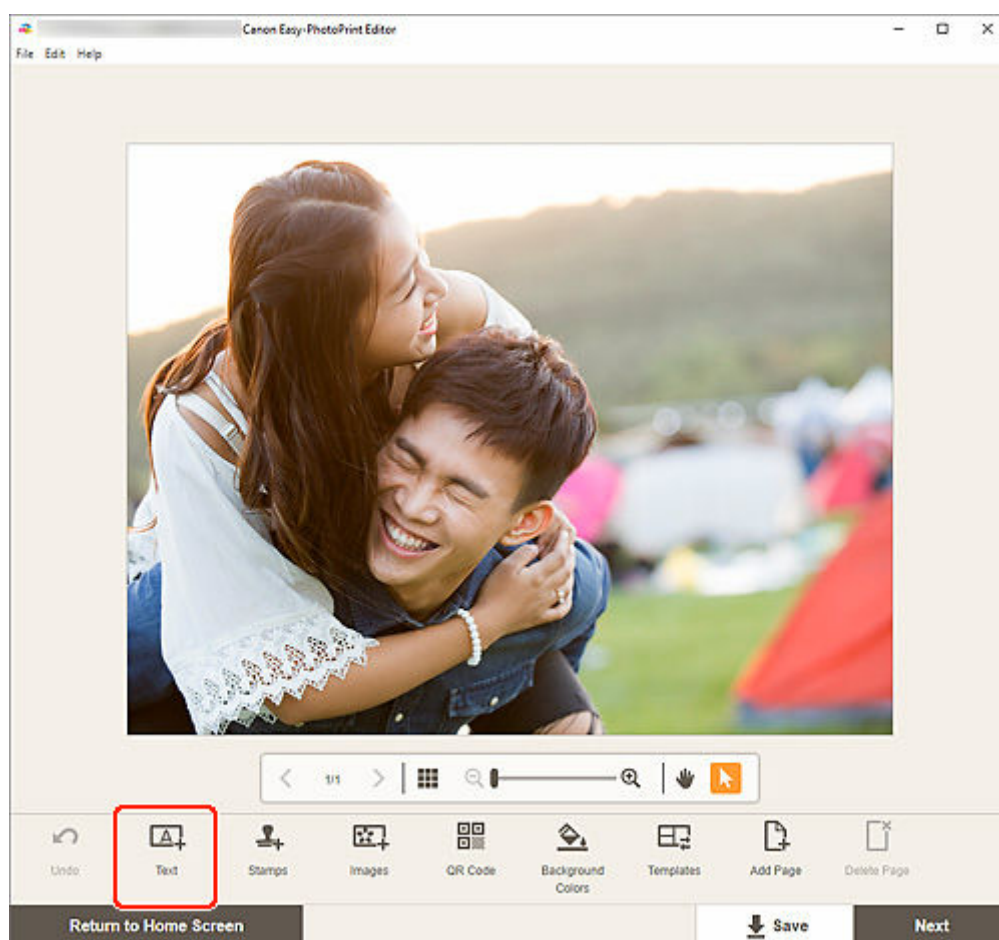 Canon Easy-PhotoPrint Editor
File Edit Help
1/1
Undo
Text
Stamps
Images
QR Code
Background
Colors
Templates
Add Page
Delete Page
Return to Home Screen
Save
Next